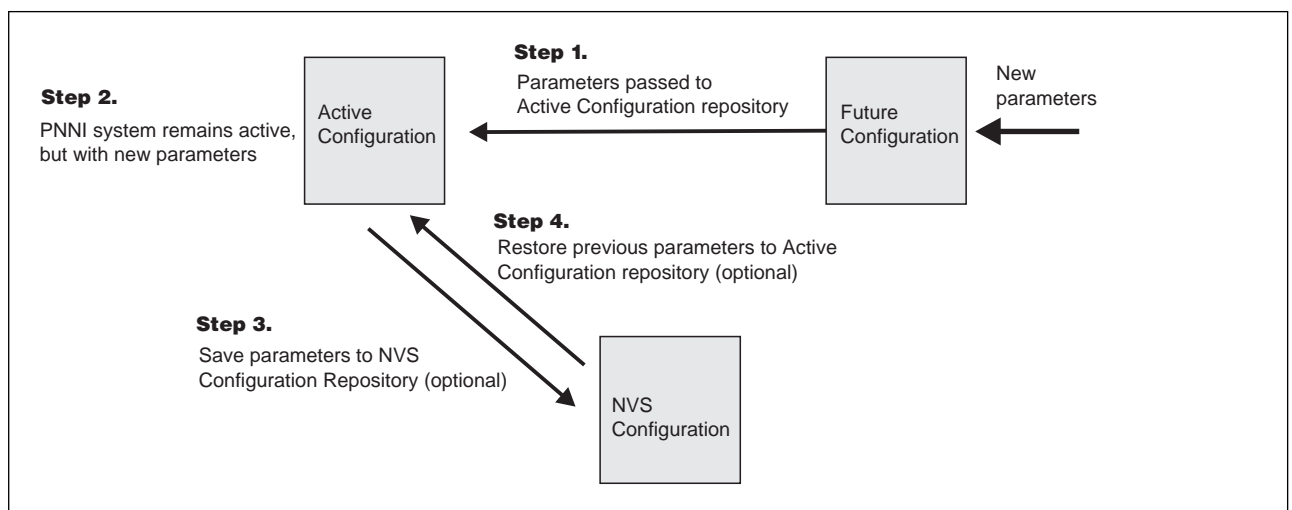 Step 1.
Parameters passed to
Active Configuration repository
New
parameters
Step 2.
PNNI system remains active,
but with new parameters
Active
Configuration
Future
Configuration
Step 4.
Restore previous parameters to Active
Configuration repository (optional)
Step 3.
Save parameters to NVS
Configuration Repository (optional)
NVS
Configuration